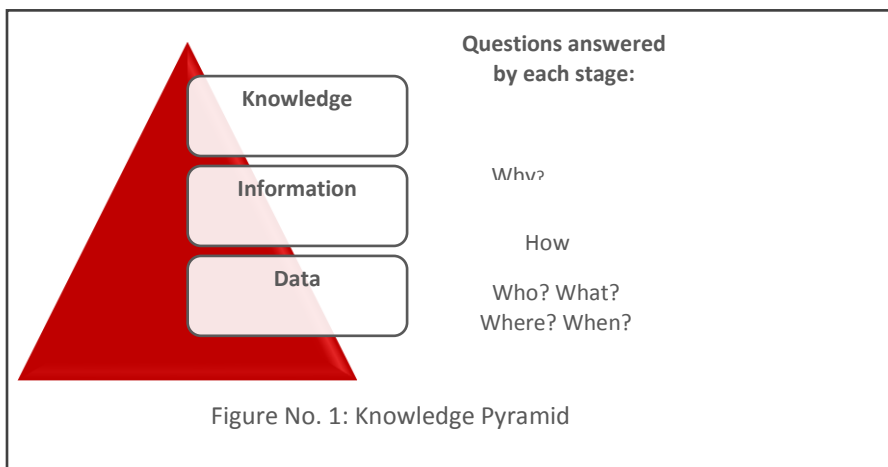 Questions answered
by each stage:
Knowledge
Information
Why?
How
Data
Who? What?
Where? When?
Figure No. 1: Knowledge Pyramid